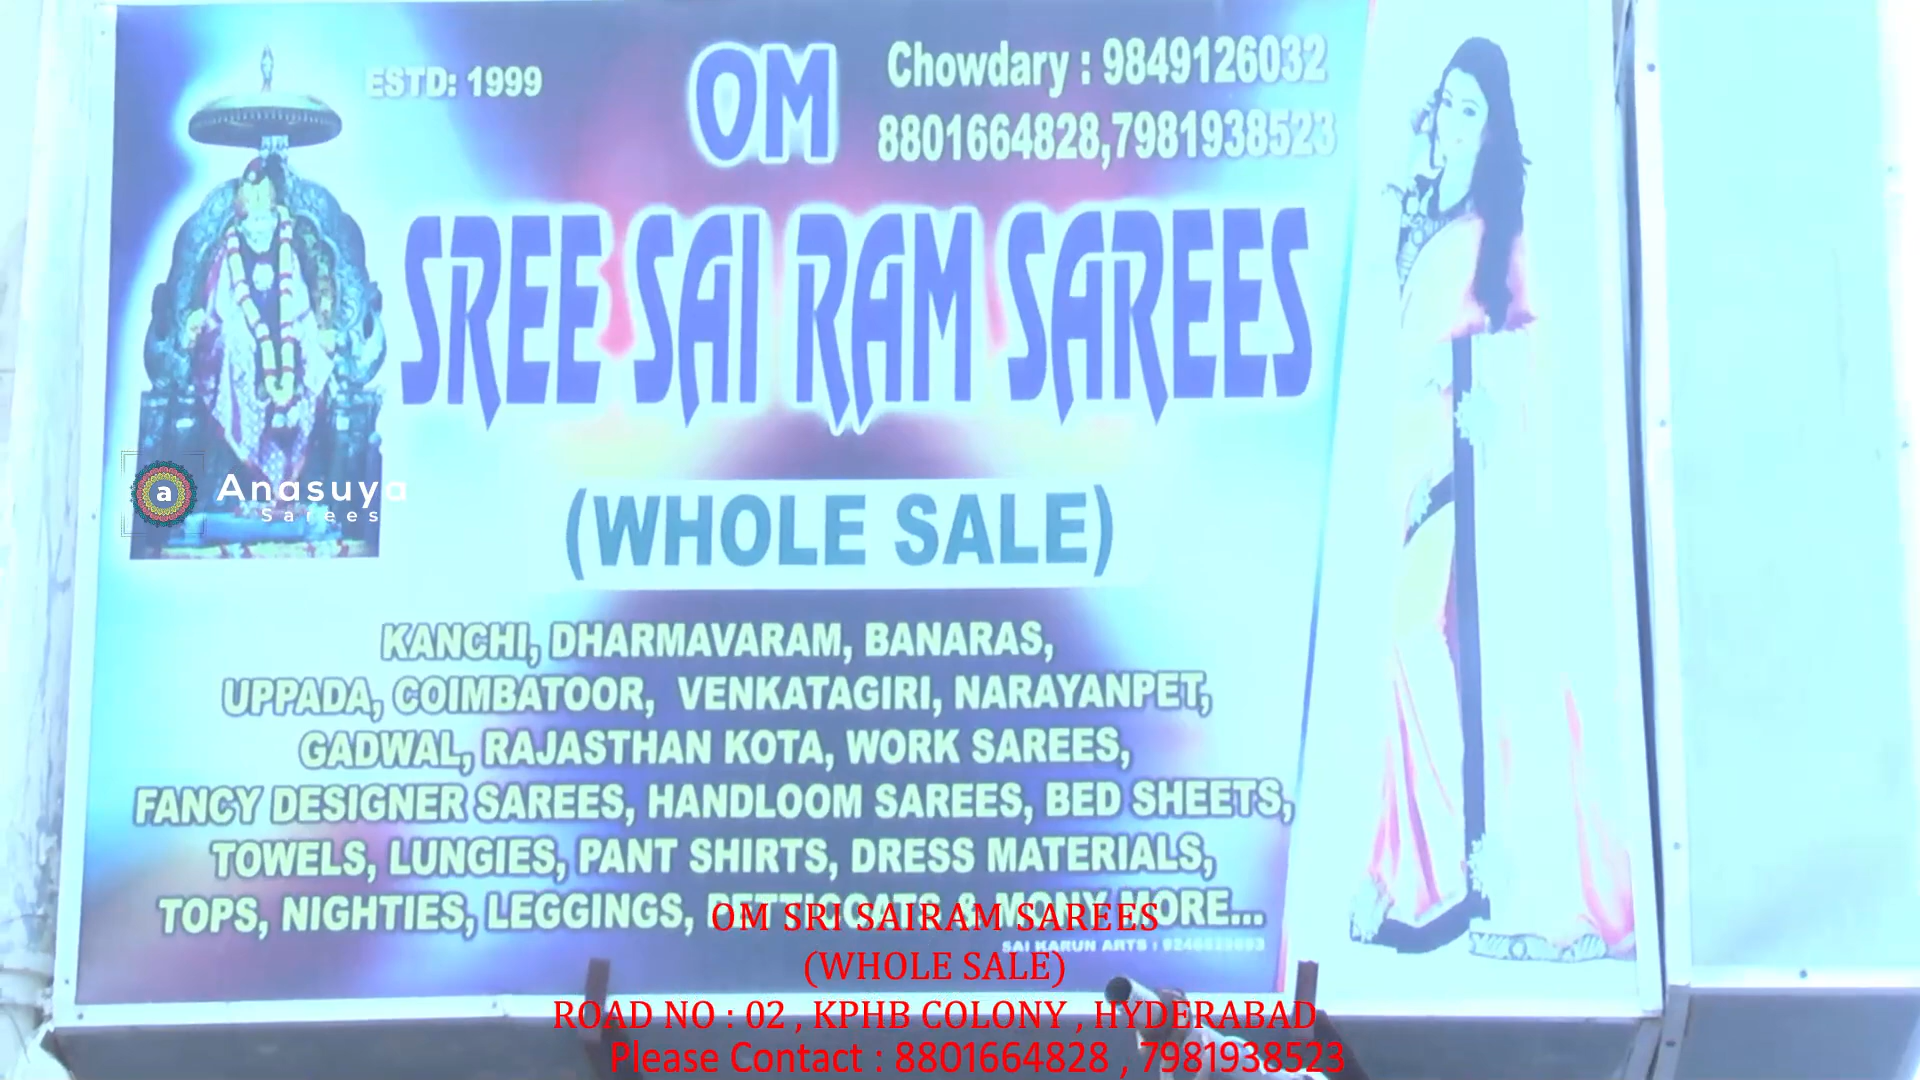 ESTD: 1999
OM
Chowdary : 9849126032
8801664828,7981938523
SREE SAI RAM SAREES
a
Anasuya
Sarees
(WHOLE SALE)
KANCHI, DHARMAVARAM, BANARAS,
UPPADA, COIMBATOOR, VENKATAGIRI, NARAYANPET,
GADWAL, RAJASTHAN KOTA, WORK SAREES,
FANCY DESIGNER SAREES, HANDLOOM SAREES, BED SHEETS,
TOWELS, LUNGIES, PANT SHIRTS, DRESS MATERIALS,
TOPS, NIGHTIES, LEGGINGS, PETTICOATS & MONY MORE...
SAI KARUN ARTS :
OM SRI SAIRAM SAREES
(WHOLE SALE)
ROAD NO : 02 , KPHB COLONY , HYDERABAD
Please Contact : 8801664828 , 7981938523